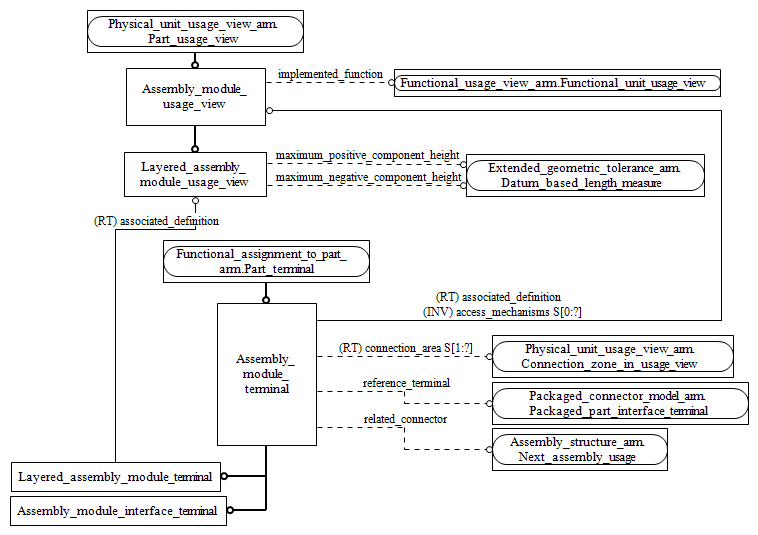 Physical_unit_usage_view_arm.
Part_usage_view
implemented_function
Assembly_module_
usage_view
Functional_usage_view_arm.Functional_unit_usage_view
maximum_positive_component_height
Layered_assembly_
module_usage_view
Extended_geometric_tolerance_arm.
Datum_based_length_measure
maximum_negative_component_height
(RT) associated_definition
Functional_assignment_to_part_
arm.Part_terminal
(RT) associated_definition
(INV) access_mechanisms S[0:?]
(RT) connection_area S[1:?]
Physical_unit_usage_view_arm.
Connection_zone_in_usage_view
Assembly_
module_
terminal
reference_terminal
Packaged_connector_model_arm.
Packaged_part_interface_terminal
related_connector
Assembly_structure_arm.
Next_assembly_usage
Layered_assembly_module_terminal
Assembly_module_interface_terminal